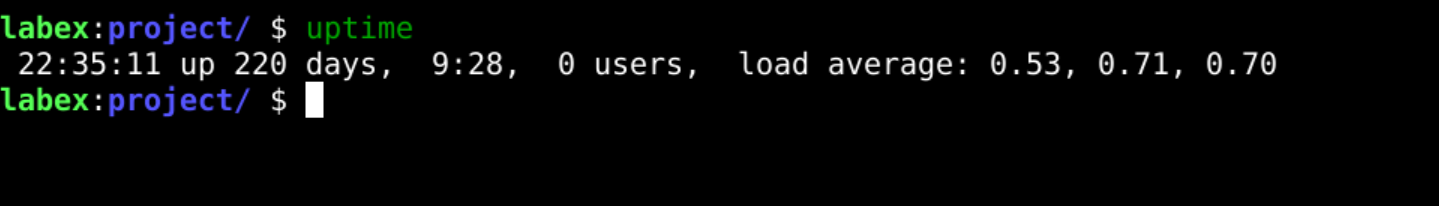 labex:project/ $ uptime
 22:35:11 up 220 days,  9:28,  0 users,  load average: 0.53, 0.71, 0.70
labex:project/ $